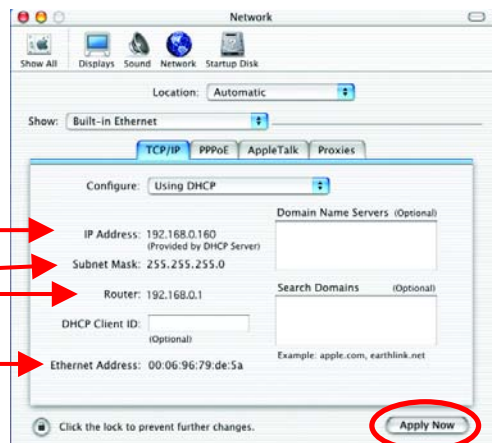 Network
Show All Displays Sound Network Startup Disk
Location: Automatic
Show: Built-in Ethernet
TCP/IP PPPoE AppleTalk Proxies
Configure: Using DHCP
Domain Name Servers (Optional)
IP Address: 192.168.0.160
(Provided by DHCP Server)
Subnet Mask: 255.255.255.0
Router: 192.168.0.1
Search Domains (Optional)
DHCP Client ID:
(Optional)
Example: apple.com, earthlink.net
Ethernet Address: 00:06:96:79:de:5a
Click the lock to prevent further changes.
Apply Now